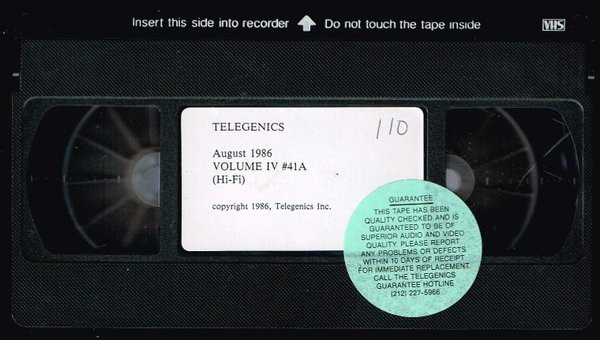 Insert this side into recorder Do not touch the tape inside VHS
TELEGENICS
110
August 1986
VOLUME IV #41A
(Hi-Fi)
copyright 1986, Telegenics Inc.
GUARANTEE
THIS TAPE HAS BEEN
QUALITY CHECKED AND IS
GUARANTEED TO BE OF
SUPERIOR AUDIO AND VIDEO
QUALITY. PLEASE REPORT
ANY PROBLEMS OR DEFECTS
WITHIN 10 DAYS OF RECEIPT
FOR IMMEDIATE REPLACEMENT.
CALL THE TELEGENICS
GUARANTEE HOTLINE
(212) 227-5966